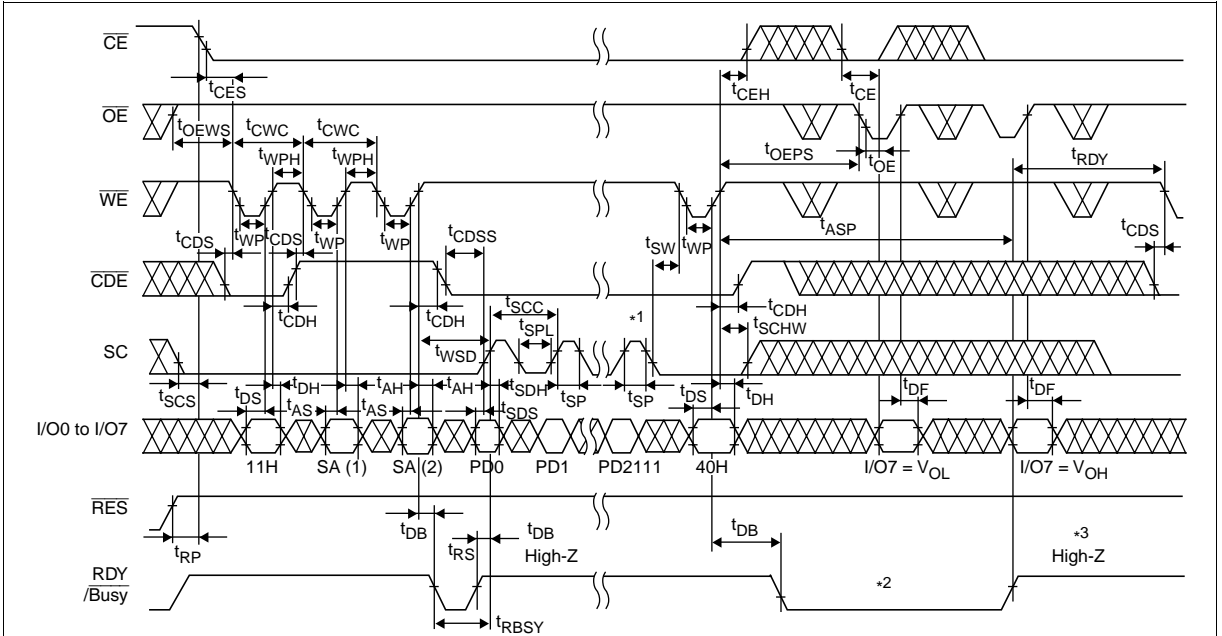 CE
tCES
tCEH
tCE
OE
tOEWS
tCWC
tCWC
tWPH
tWPH
tOEPS
tOE
tRDY
WE
tCDS
tWP
tCDS
tWP
tWP
tCDSS
tSW
tWP
tASP
tCDS
CDE
tCDH
tCDH
tSCC
tSPL
*1
tCDH
tSCHW
SC
tWSD
tSCS
tDS
tDH
tAS
tAH
tAS
tAH
tSDH
tSDS
tSP
tSP
tDS
tDH
tDF
tDF
I/O0 to I/O7
11H
SA (1)
SA (2)
PD0
PD1
PD2111
40H
I/O7 = VOL
I/O7 = VOH
RES
tRP
tDB
tRS
tDB
High-Z
tDB
*3
High-Z
RDY
/Busy
*2
tRBSY